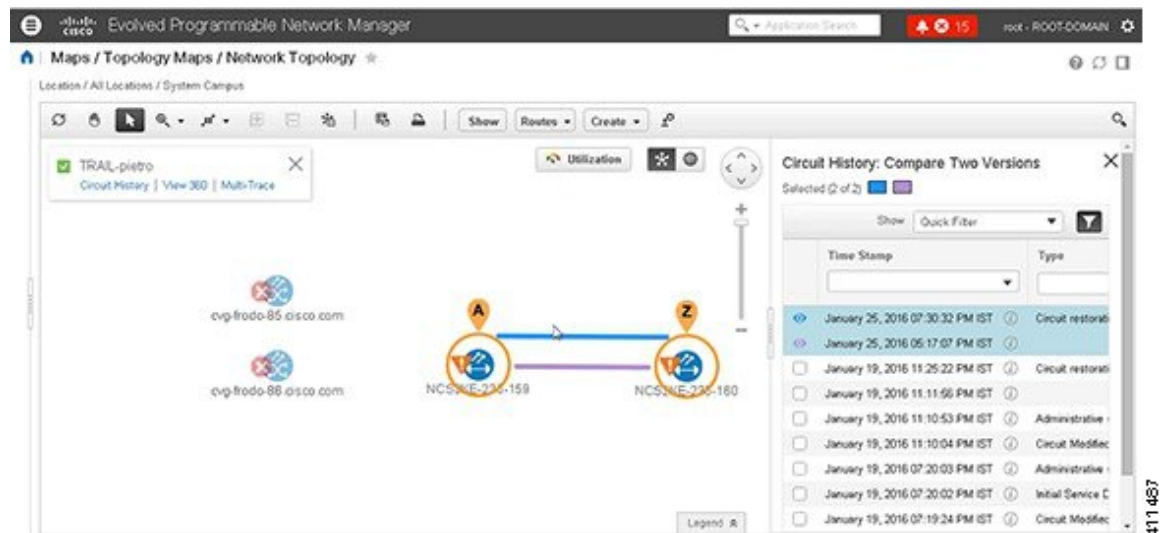 cisco Evolved Programmable Network Manager
Application Search
15
root - ROOT-DOMAIN
Maps / Topology Maps / Network Topology
Location / All Locations / System Campus
Show
Routes
Create
TRAIL-pietro
Circuit History | View 360 | Multi-Trace
Utilization
cvg-frodo-85.cisco.com
cvg-frodo-86.cisco.com
A
Z
Legend
Circuit History: Compare Two Versions
Selected (2 of 2)
Show Quick Filter
Time Stamp Type
January 25, 2016 07:30:32 PM IST Circuit restorati
January 25, 2016 05:17:07 PM IST
January 19, 2016 11:25:22 PM IST Circuit restorati
January 19, 2016 11:11:56 PM IST
January 19, 2016 11:10:53 PM IST Administrative
January 19, 2016 11:10:04 PM IST Circuit Modified
January 19, 2016 07:20:03 PM IST Administrative
January 19, 2016 07:20:02 PM IST Initial Service D
January 19, 2016 07:19:24 PM IST Circuit Modified
411487